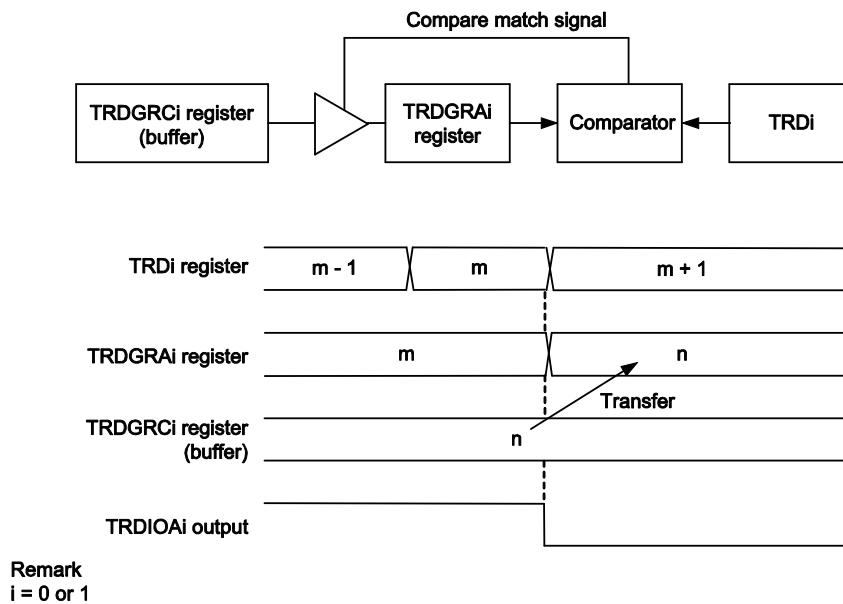 Compare match signal
TRDGRCi register
(buffer)
TRDGRAi
register
Comparator
TRDi
TRDi register
m - 1
m
m + 1
TRDGRAi register
m
n
Transfer
TRDGRCi register
(buffer)
n
TRDIOAi output
Remark
i = 0 or 1